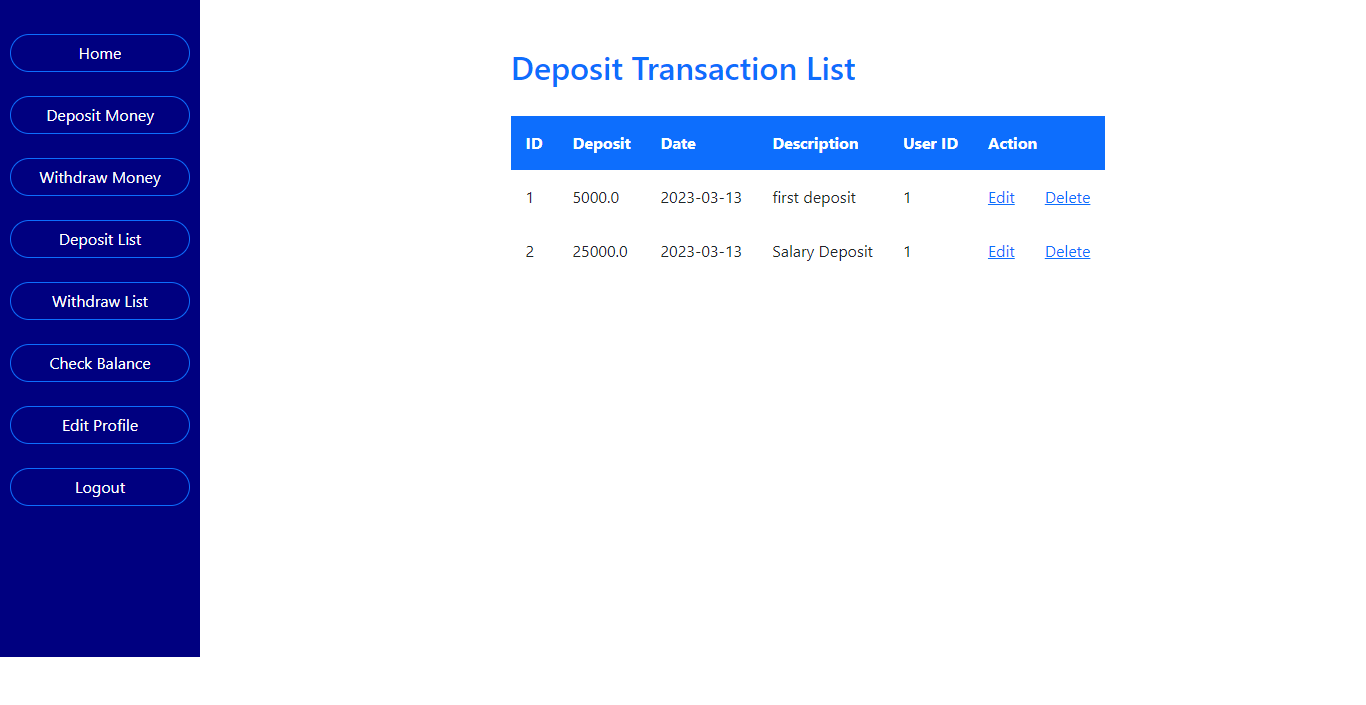 Home
Deposit Money
Withdraw Money
Deposit List
Withdraw List
Check Balance
Edit Profile
Logout
Deposit Transaction List
ID Deposit Date Description User ID Action
1 5000.0 2023-03-13 first deposit 1 Edit Delete
2 25000.0 2023-03-13 Salary Deposit 1 Edit Delete